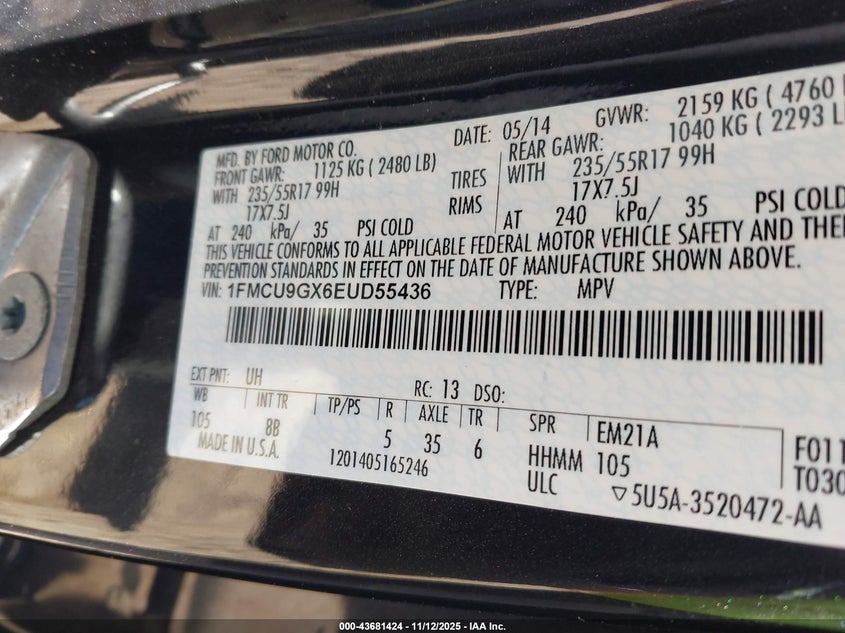 MFD. BY FORD MOTOR CO. DATE: 05/14 GVWR: 2159 KG ( 4760
FRONT GAWR: 1125 KG ( 2480 LB) REAR GAWR: 1040 KG ( 2293
WITH 235/55R17 99H TIRES WITH 235/55R17 99H
17X7.5J RIMS 17X7.5J
AT 240 kPa/ 35 PSI COLD AT 240 kPa/ 35 PSI COLD
THIS VEHICLE CONFORMS TO ALL APPLICABLE FEDERAL MOTOR VEHICLE SAFETY AND
PREVENTION STANDARDS IN EFFECT ON THE DATE OF MANUFACTURE SHOWN ABOVE.
VIN: 1FMCU9GX6EUD55436 TYPE: MPV
EXT PNT: UH RC: 13 DSO:
WB INT TR TP/PS R AXLE TR SPR EM21A
105 8B 5 35 6 HHMM 105
MADE IN U.S.A. 1201405165246 ULC
▽5U5A-3520472-AA
000-43681424 - 11/12/2025 - IAA Inc.